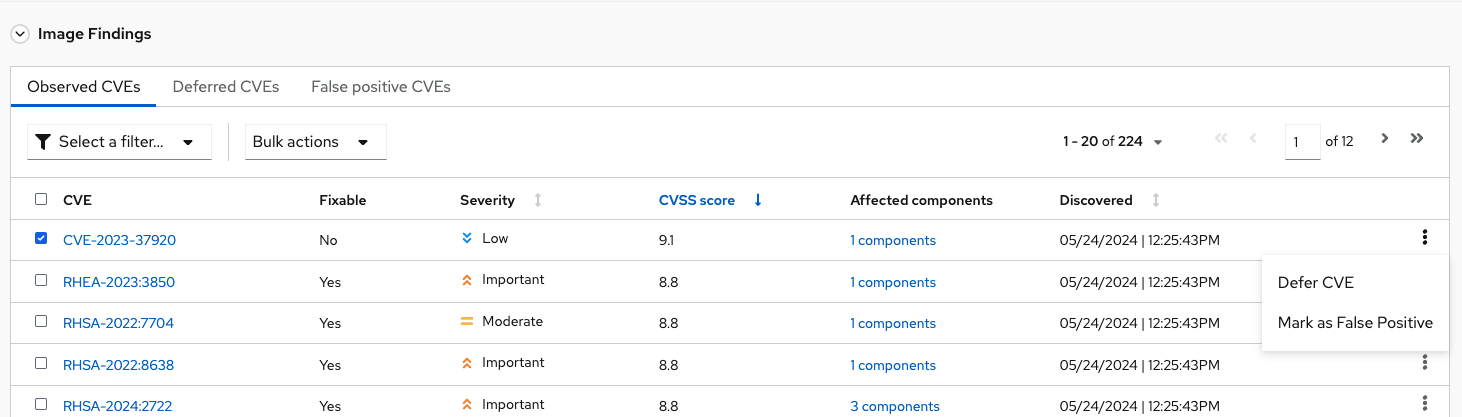 Image Findings
Observed CVEs Deferred CVEs False positive CVEs
Select a filter... Bulk actions 1 - 20 of 224 1 of 12
CVE Fixable Severity CVSS score Affected components Discovered
CVE-2023-37920 No Low 9.1 1 components 05/24/2024 | 12:25:43PM
RHEA-2023:3850 Yes Important 8.8 1 components 05/24/2024 | 12:25:43PM Defer CVE
RHSA-2022:7704 Yes Moderate 8.8 1 components 05/24/2024 | 12:25:43PM Mark as False Positive
RHSA-2022:8638 Yes Important 8.8 1 components 05/24/2024 | 12:25:43PM
RHSA-2024:2722 Yes Important 8.8 3 components 05/24/2024 | 12:25:43PM